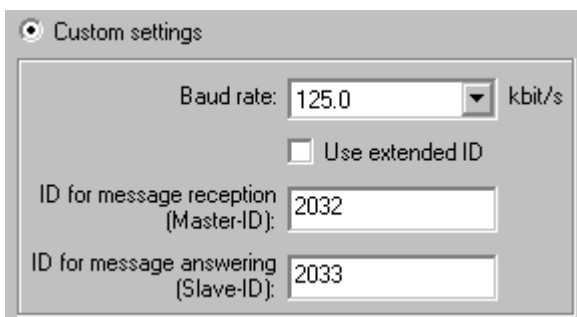 Custom settings
Baud rate: 125.0 kbit/s
Use extended ID
ID for message reception
(Master-ID): 2032
ID for message answering
(Slave-ID): 2033